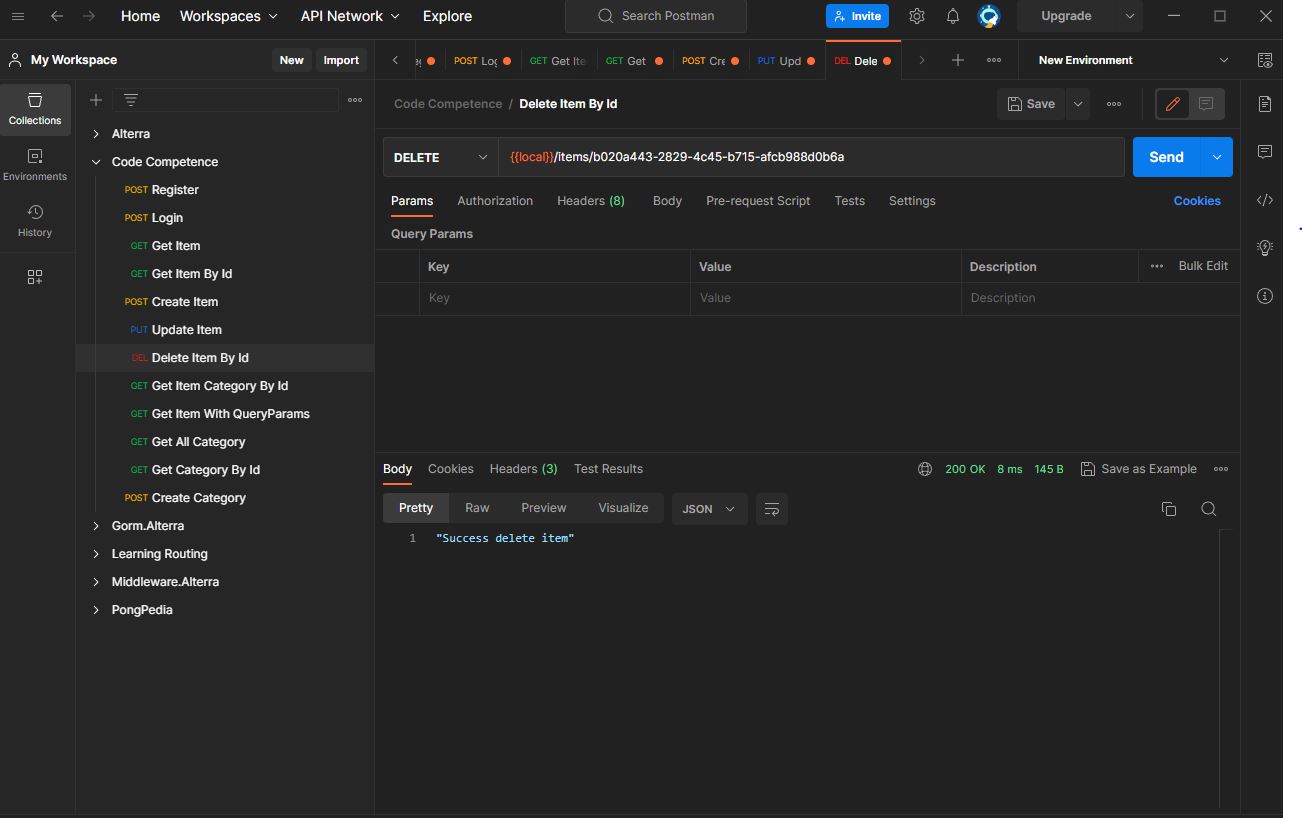 Home Workspaces API Network Explore Search Postman Invite Upgrade
My Workspace New Import POST Log GET Get Ite GET Get POST Cre PUT Upd DEL Dele New Environment
Collections
Environments
History
Alterra
Code Competence
POST Register
POST Login
GET Get Item
GET Get Item By Id
POST Create Item
PUT Update Item
DEL Delete Item By Id
GET Get Item Category By Id
GET Get Item With QueryParams
GET Get All Category
GET Get Category By Id
POST Create Category
Gorm.Alterra
Learning Routing
Middleware.Alterra
PongPedia
Code Competence / Delete Item By Id Save
DELETE {{local}}/items/b020a443-2829-4c45-b715-afcb988d0b6a Send
Params Authorization Headers (8) Body Pre-request Script Tests Settings Cookies
Query Params
Key Value Description Bulk Edit
Key Value Description
Body Cookies Headers (3) Test Results 200 OK 8 ms 145 B Save as Example
Pretty Raw Preview Visualize JSON
1 "Success delete item"